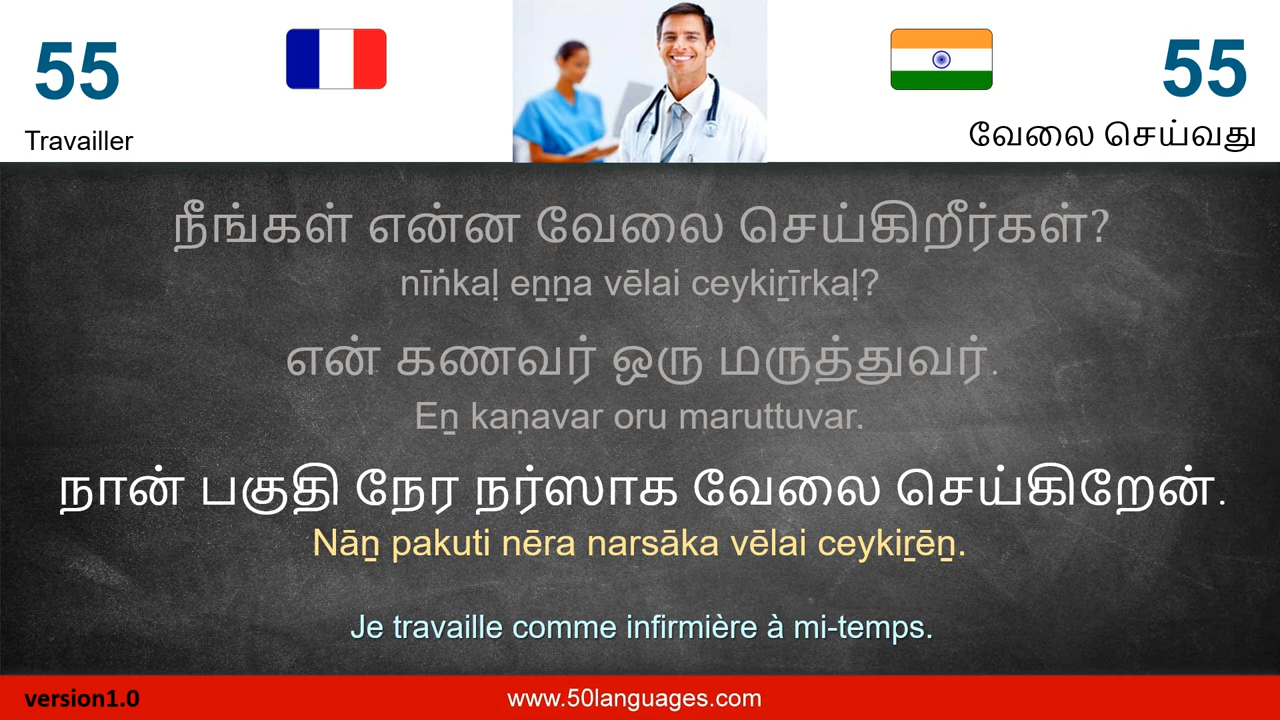 55
55
Travailler
வேலை செய்வது
நீங்கள் என்ன வேலை செய்கிறீர்கள்?
nīṅkaḷ eṉṉa vēlai ceykiṟīrkaḷ?
என் கணவர் ஒரு மருத்துவர்.
Eṉ kaṇavar oru maruttuvar.
நான் பகுதி நேர நர்ஸாக வேலை செய்கிறேன்.
Nāṉ pakuti nēra narsāka vēlai ceykiṟēṉ.
Je travaille comme infirmière à mi-temps.
version1.0
www.50languages.com